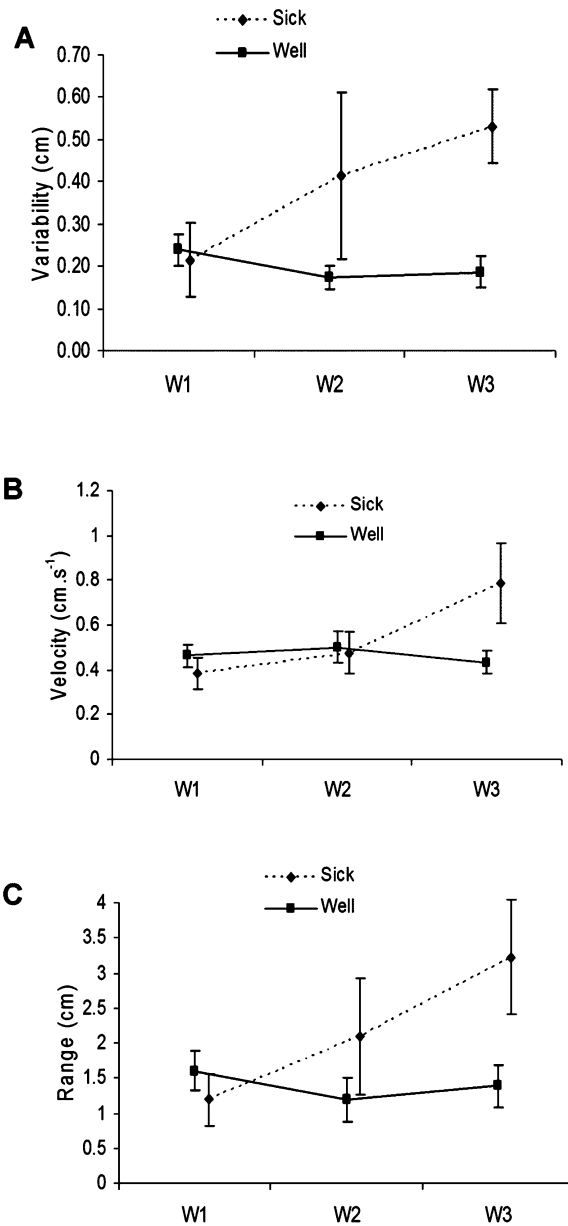 A
Sick
Well
Variability (cm)
0.70
0.60
0.50
0.40
0.30
0.20
0.10
0.00
W1 W2 W3
B
Sick
Well
Velocity (cm.s⁻¹)
1.2
1
0.8
0.6
0.4
0.2
0
W1 W2 W3
C
Sick
Well
Range (cm)
4
3.5
3
2.5
2
1.5
1
0.5
0
W1 W2 W3